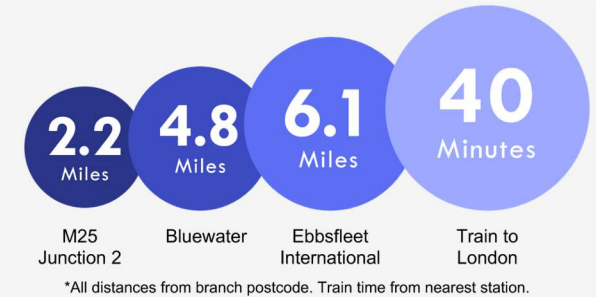 2.2
Miles
4.8
Miles
6.1
Miles
40
Minutes
M25
Junction 2
Bluewater
Ebbsfleet
International
Train to
London
*All distances from branch postcode. Train time from nearest station.